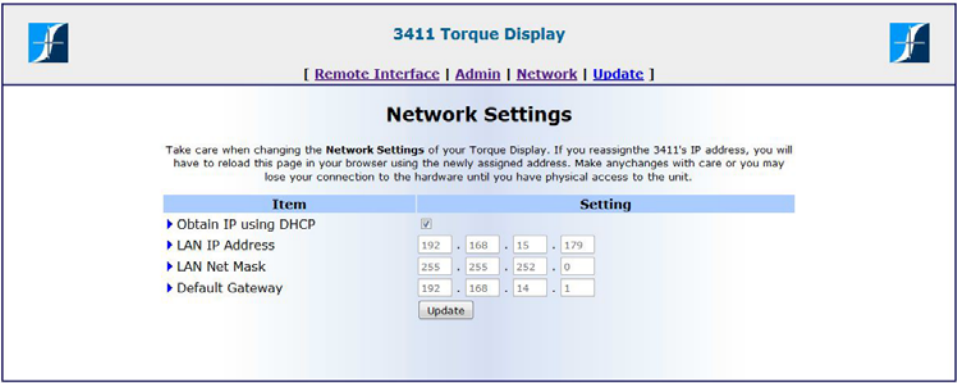 3411 Torque Display
[ Remote Interface | Admin | Network | Update ]
Network Settings
Take care when changing the Network Settings of your Torque Display. If you reassignthe 3411's IP address, you will
have to reload this page in your browser using the newly assigned address. Make anychanges with care or you may
lose your connection to the hardware until you have physical access to the unit.
Item Setting
Obtain IP using DHCP
LAN IP Address 192 . 168 . 15 . 179
LAN Net Mask 255 . 255 . 252 . 0
Default Gateway 192 . 168 . 14 . 1
Update